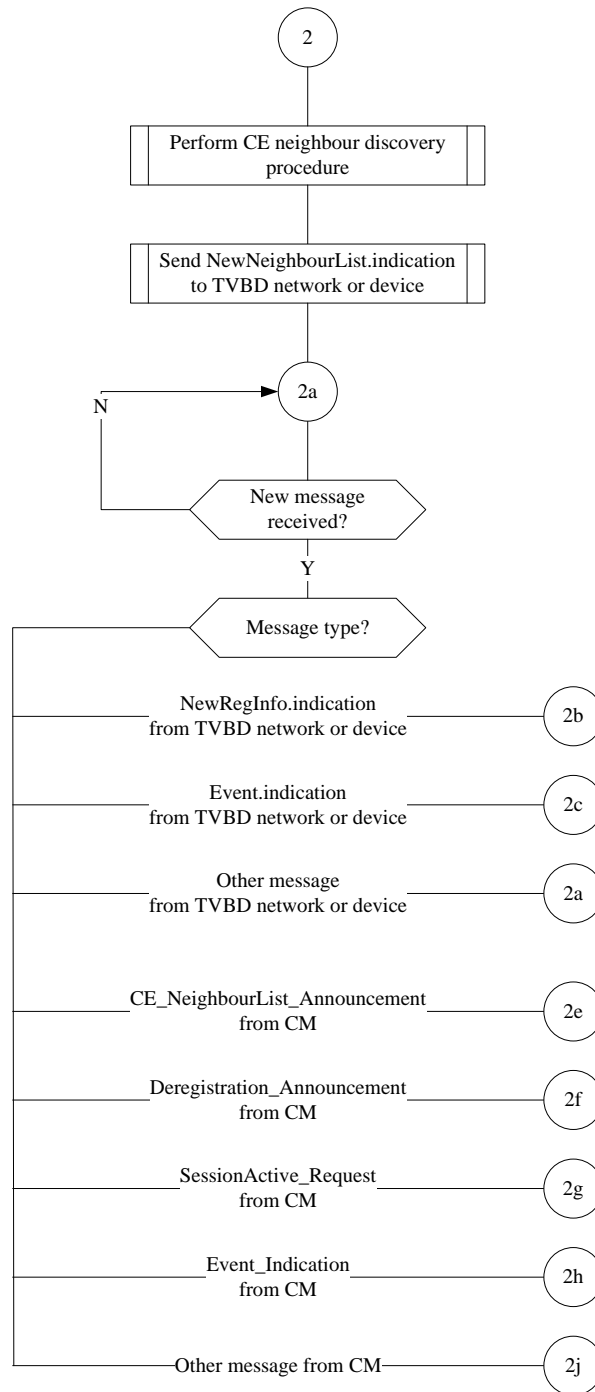 2
Perform CE neighbour discovery
procedure
Send NewNeighbourList.indication
to TVBD network or device
2a
N
New message
received?
Y
Message type?
NewRegInfo.indication
from TVBD network or device
2b
Event.indication
from TVBD network or device
2c
Other message
from TVBD network or device
2a
CE_NeighbourList_Announcement
from CM
2e
Deregistration_Announcement
from CM
2f
SessionActive_Request
from CM
2g
Event_Indication
from CM
2h
Other message from CM
2j